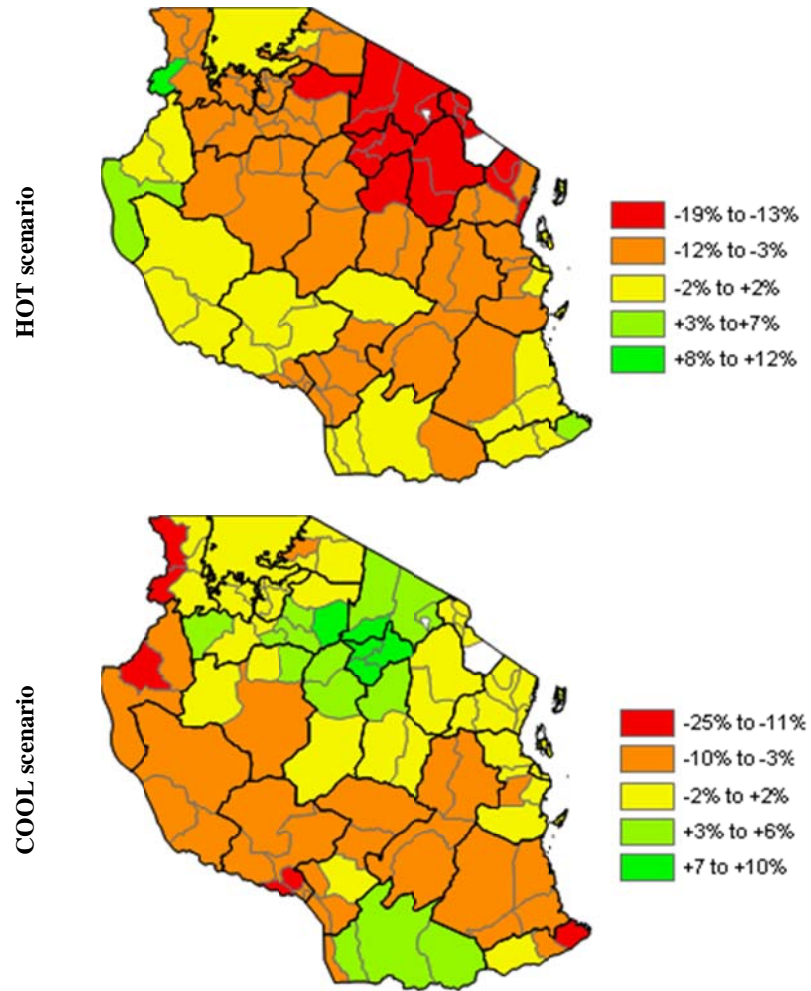 HOT scenario
-19% to -13%
-12% to -3%
-2% to +2%
+3% to+7%
+8% to +12%
COOL scenario
-25% to -11%
-10% to -3%
-2% to +2%
+3% to +6%
+7 to +10%